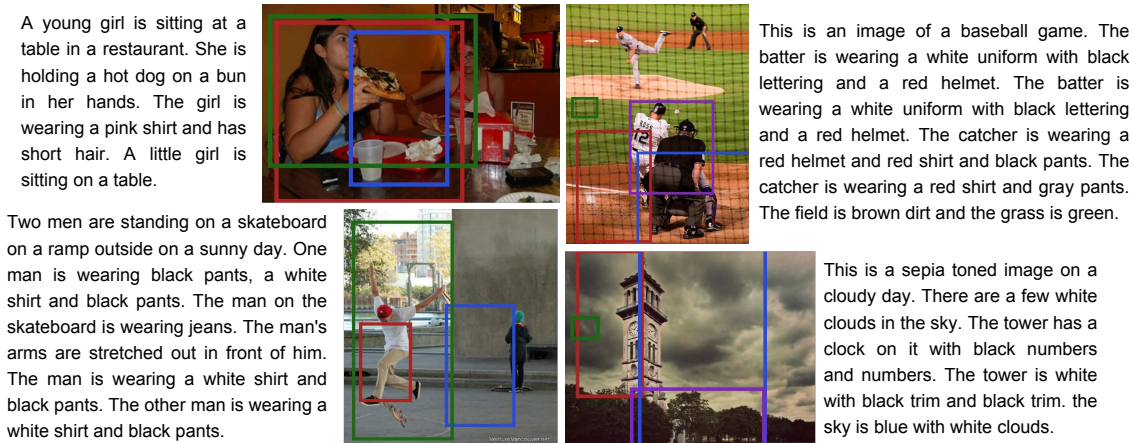 A young girl is sitting at a
table in a restaurant. She is
holding a hot dog on a bun
in her hands. The girl is
wearing a pink shirt and has
short hair. A little girl is
sitting on a table.
This is an image of a baseball game. The
batter is wearing a white uniform with black
lettering and a red helmet. The batter is
wearing a white uniform with black lettering
and a red helmet. The catcher is wearing a
red helmet and red shirt and black pants. The
catcher is wearing a red shirt and gray pants.
The field is brown dirt and the grass is green.
12
Two men are standing on a skateboard
on a ramp outside on a sunny day. One
man is wearing black pants, a white
shirt and black pants. The man on the
skateboard is wearing jeans. The man's
arms are stretched out in front of him.
The man is wearing a white shirt and
black pants. The other man is wearing a
white shirt and black pants.
VentureVancouver.net
This is a sepia toned image on a
cloudy day. There are a few white
clouds in the sky. The tower has a
clock on it with black numbers
and numbers. The tower is white
with black trim and black trim. the
sky is blue with white clouds.